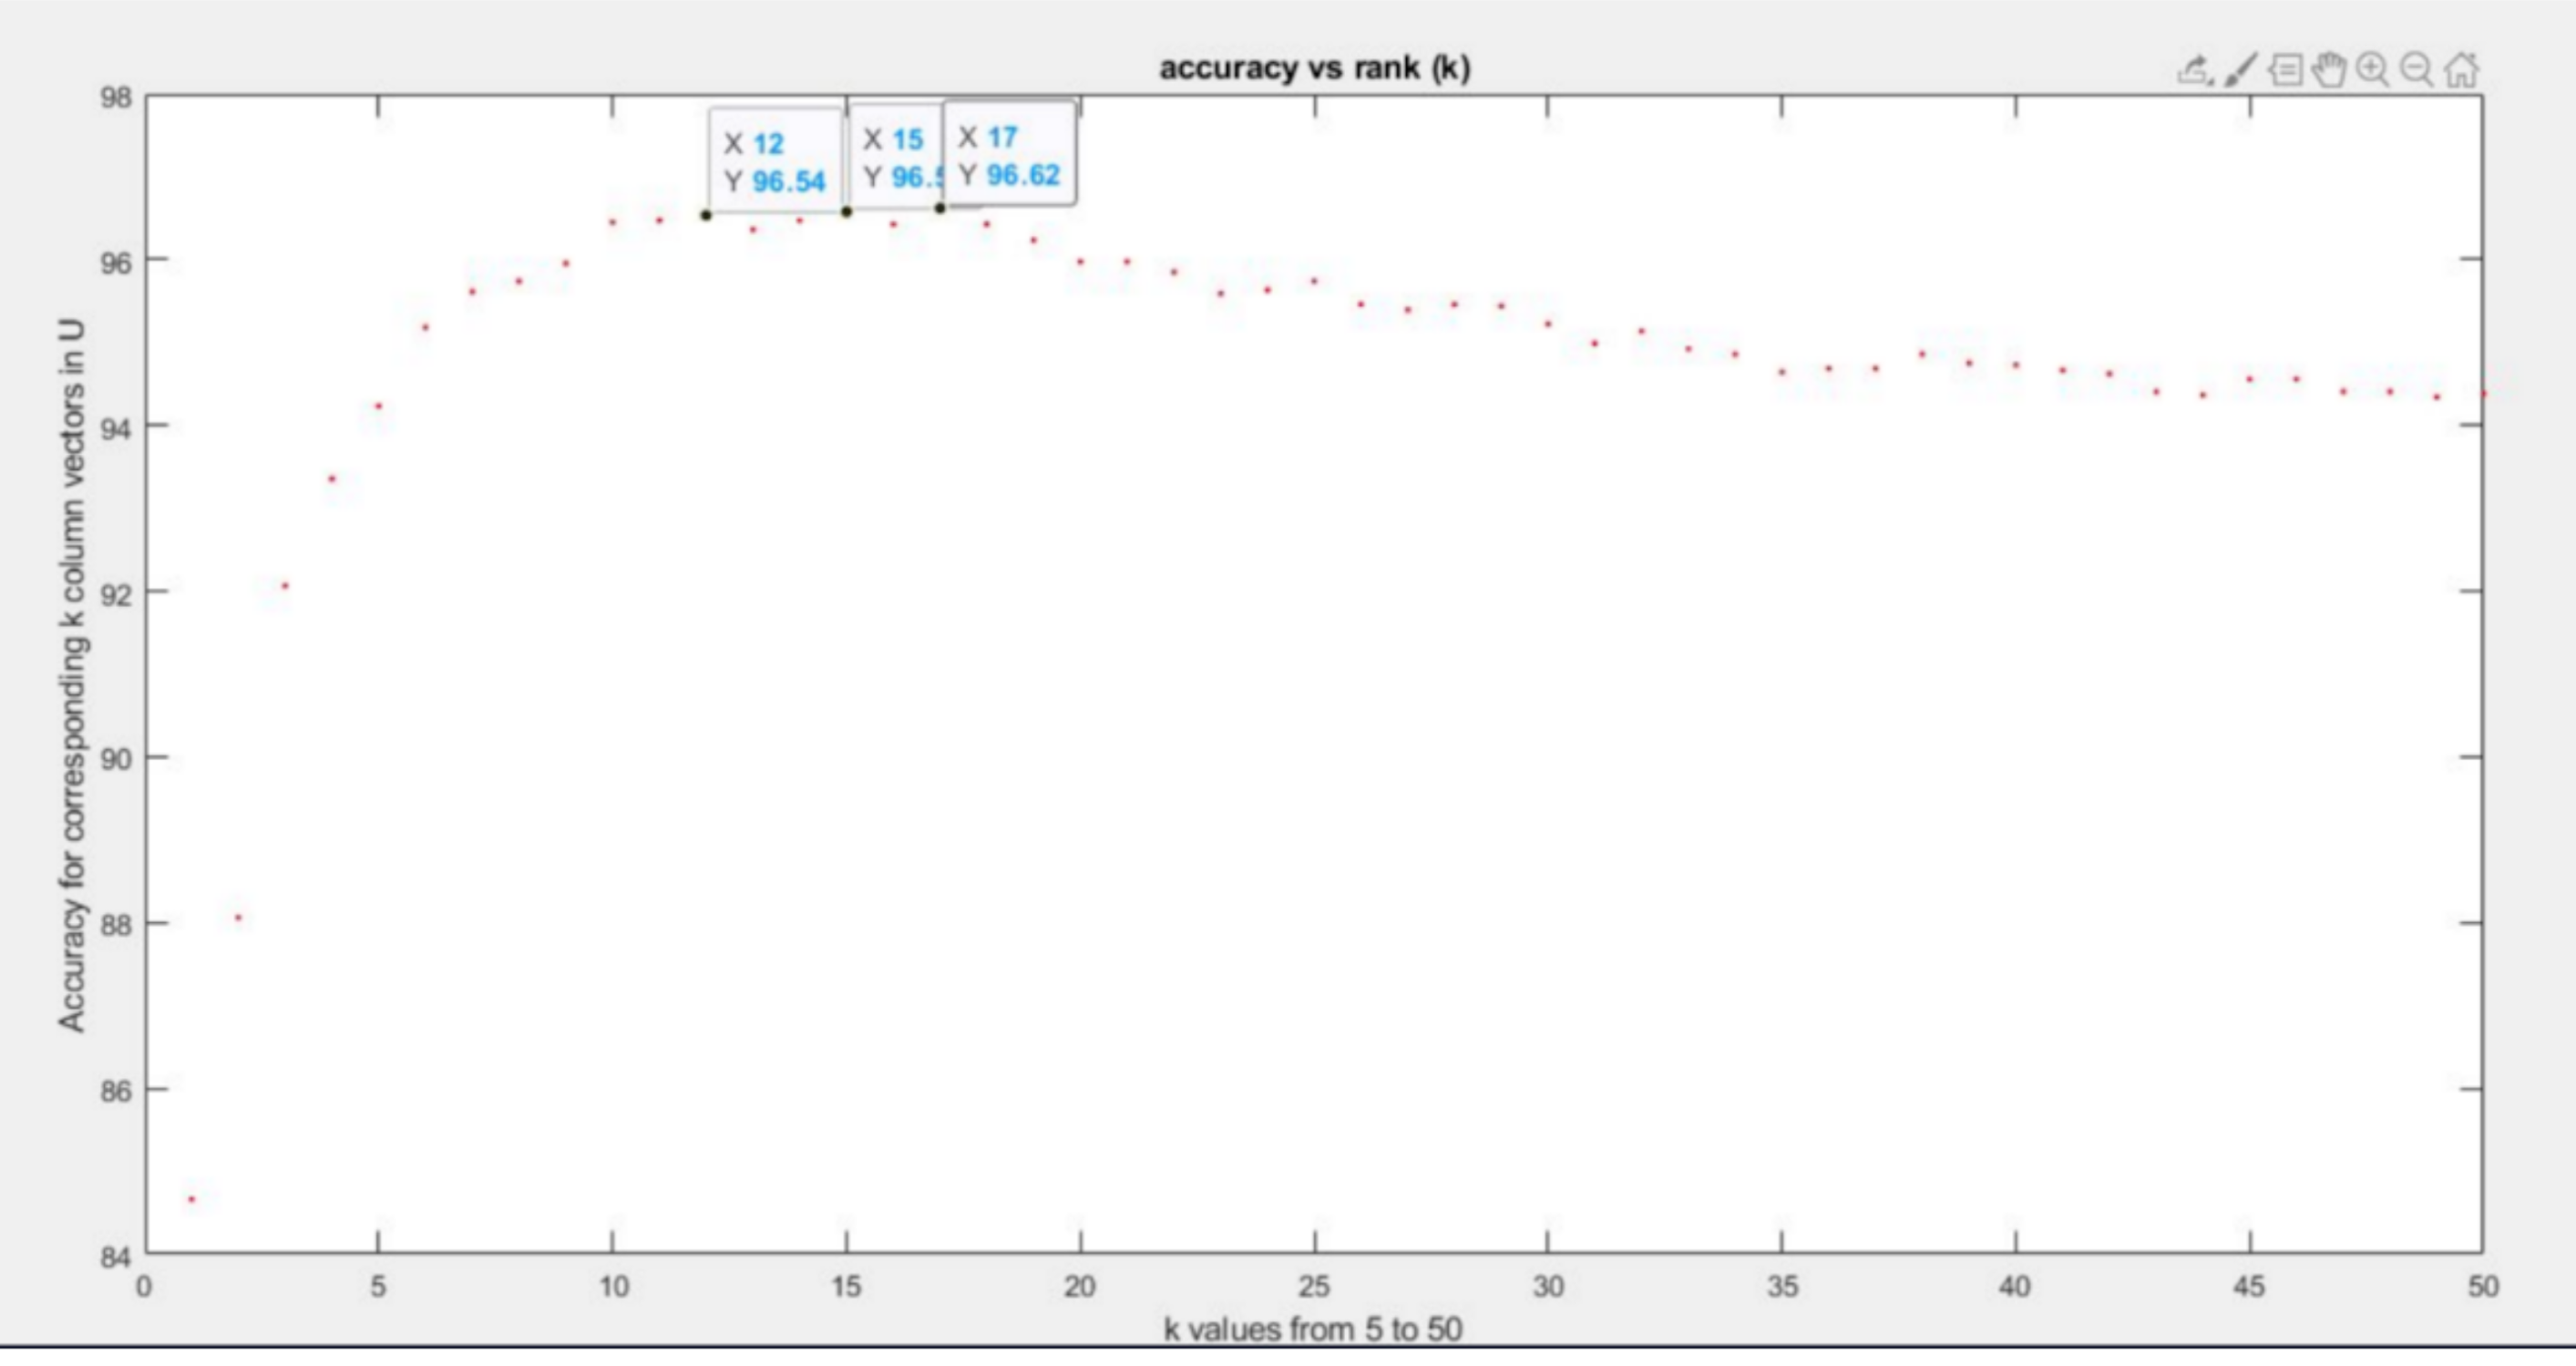 accuracy vs rank (k)
98
96
94
92
90
88
86
84
Accuracy for corresponding k column vectors in U
X 12
Y 96.54
X 15
Y 96.5
X 17
Y 96.62
0 5 10 15 20 25 30 35 40 45 50
k values from 5 to 50